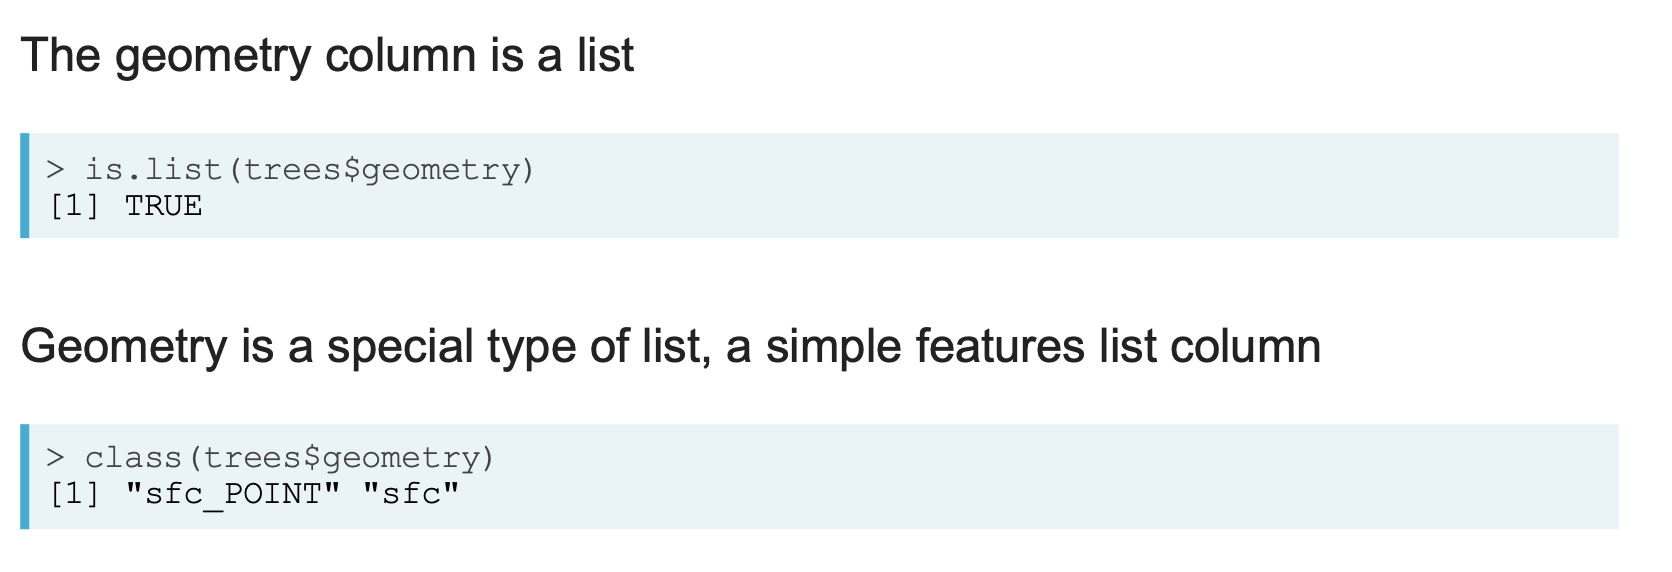 The geometry column is a list
> is.list(trees$geometry)
[1] TRUE
Geometry is a special type of list, a simple features list column
> class(trees$geometry)
[1] "sfc_POINT" "sfc"